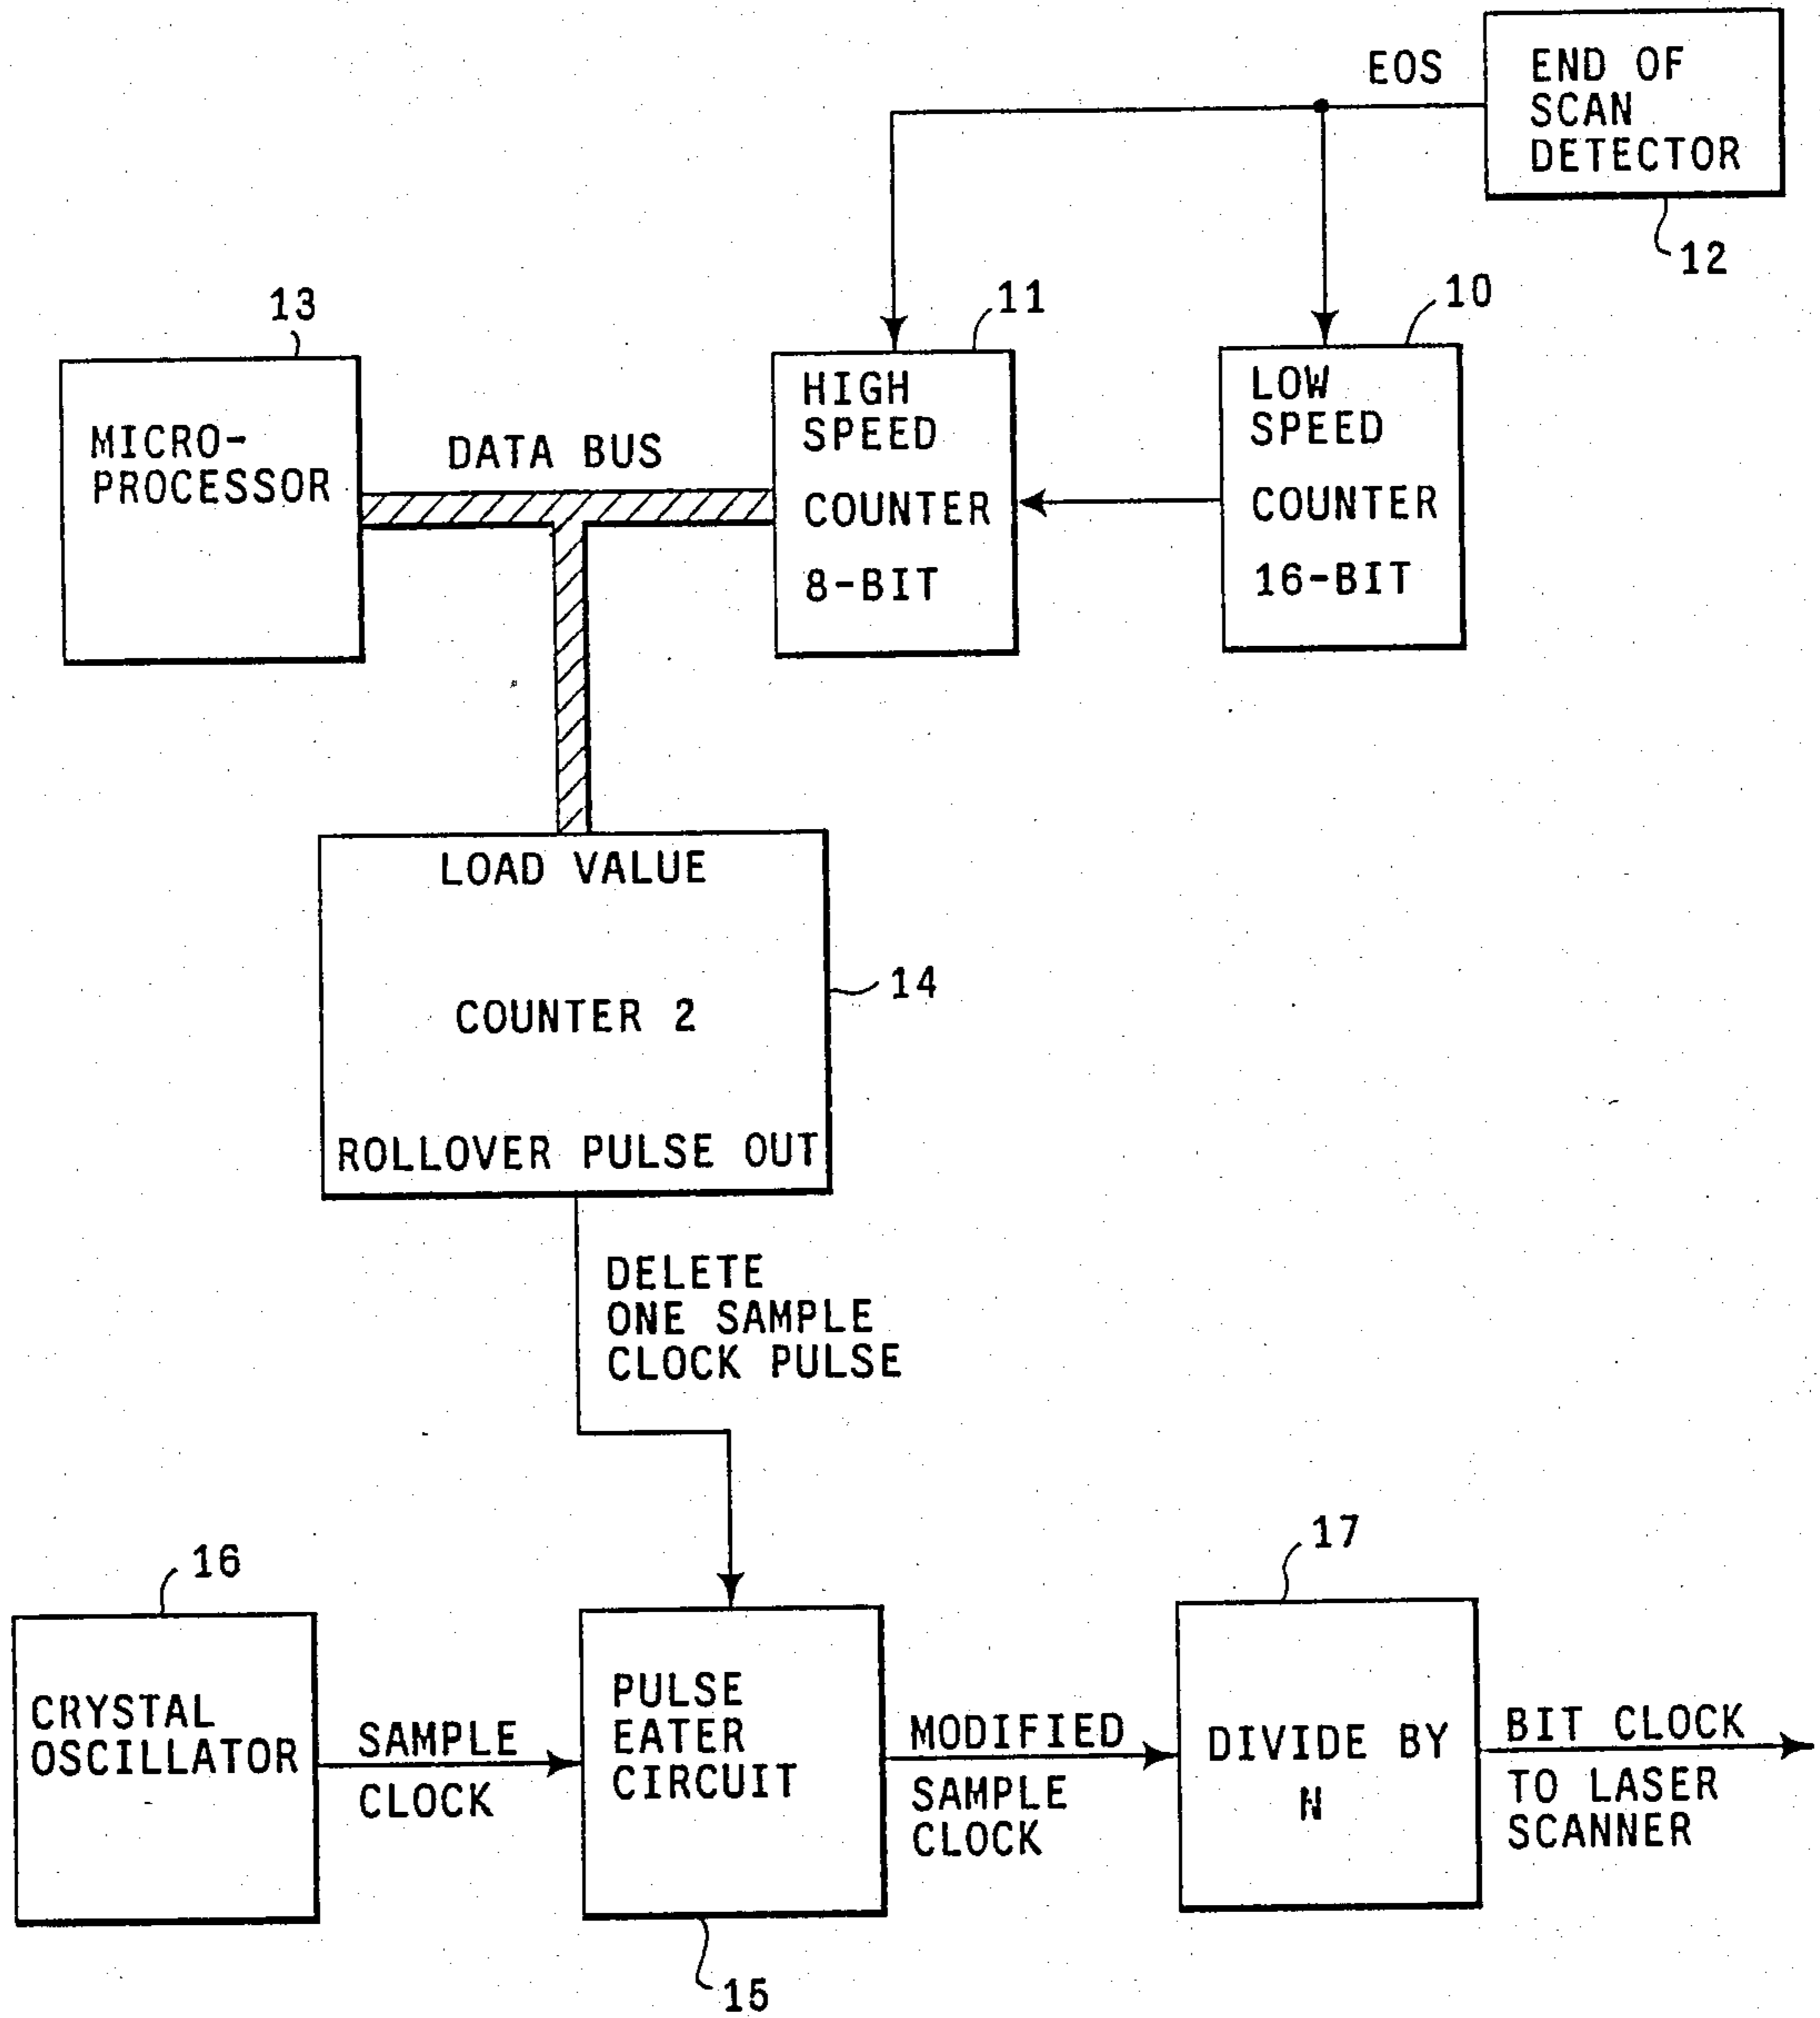 EOS
END OF
SCAN
DETECTOR
12
13
11
10
MICRO-
PROCESSOR
DATA BUS
HIGH
SPEED
COUNTER
8-BIT
LOW
SPEED
COUNTER
16-BIT
LOAD VALUE
COUNTER 2
14
ROLLOVER PULSE OUT
DELETE
ONE SAMPLE
CLOCK PULSE
16
CRYSTAL
OSCILLATOR
SAMPLE
CLOCK
PULSE
EATER
CIRCUIT
15
MODIFIED
SAMPLE
CLOCK
17
DIVIDE BY
N
BIT CLOCK
TO LASER
SCANNER